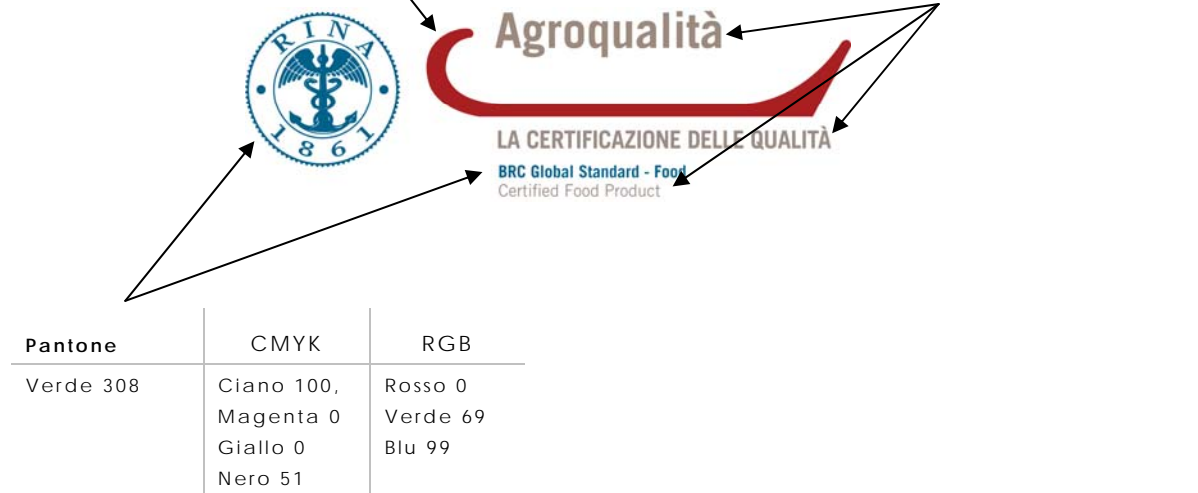 RINA
1861
Agroqualità
LA CERTIFICAZIONE DELLE QUALITÀ
BRC Global Standard - Food
Certified Food Product
Pantone CMYK RGB
Verde 308 Ciano 100, Rosso 0
Magenta 0 Verde 69
Giallo 0 Blu 99
Nero 51